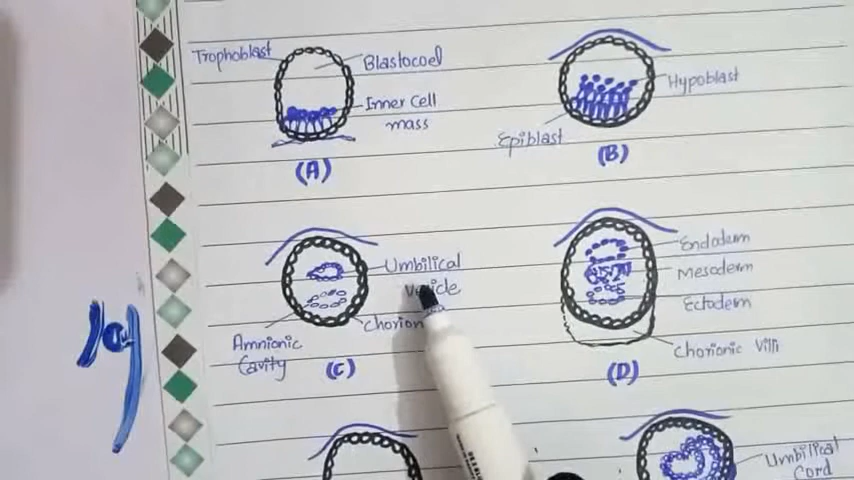 Trophoblast
Blastocoel
Inner Cell
mass
(A)
Hypoblast
Epiblast
(B)
Umbilical
Chorion
Amnionic
Cavity
(C)
Endoderm
Mesoderm
Ectoderm
Chorionic Villi
(D)
Umbilical
Cord